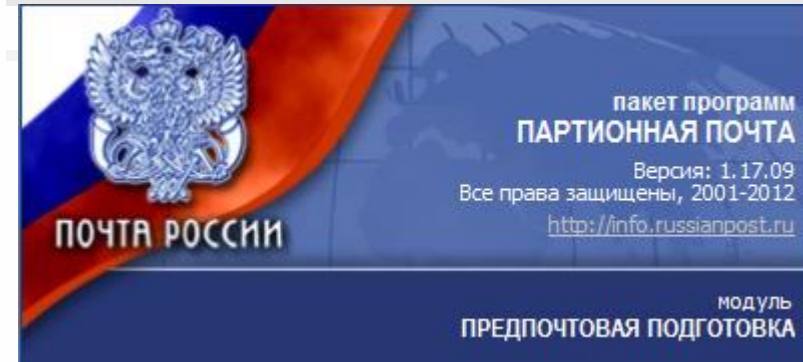 ПОЧТА РОССИИ
пакет программ
ПАРТИОННАЯ ПОЧТА
Версия: 1.17.09
Все права защищены, 2001-2012
http://info.russianpost.ru
модуль
ПРЕДПОЧТОВАЯ ПОДГОТОВКА